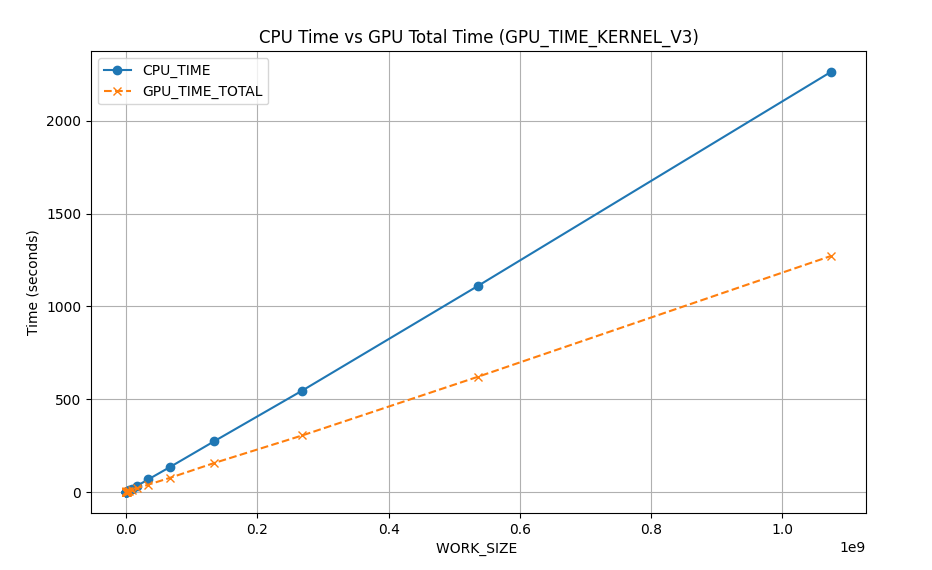 CPU Time vs GPU Total Time (GPU_TIME_KERNEL_V3)
CPU_TIME
GPU_TIME_TOTAL
Time (seconds)
2000
1500
1000
500
0
0.0 0.2 0.4 0.6 0.8 1.0
1e9
WORK_SIZE